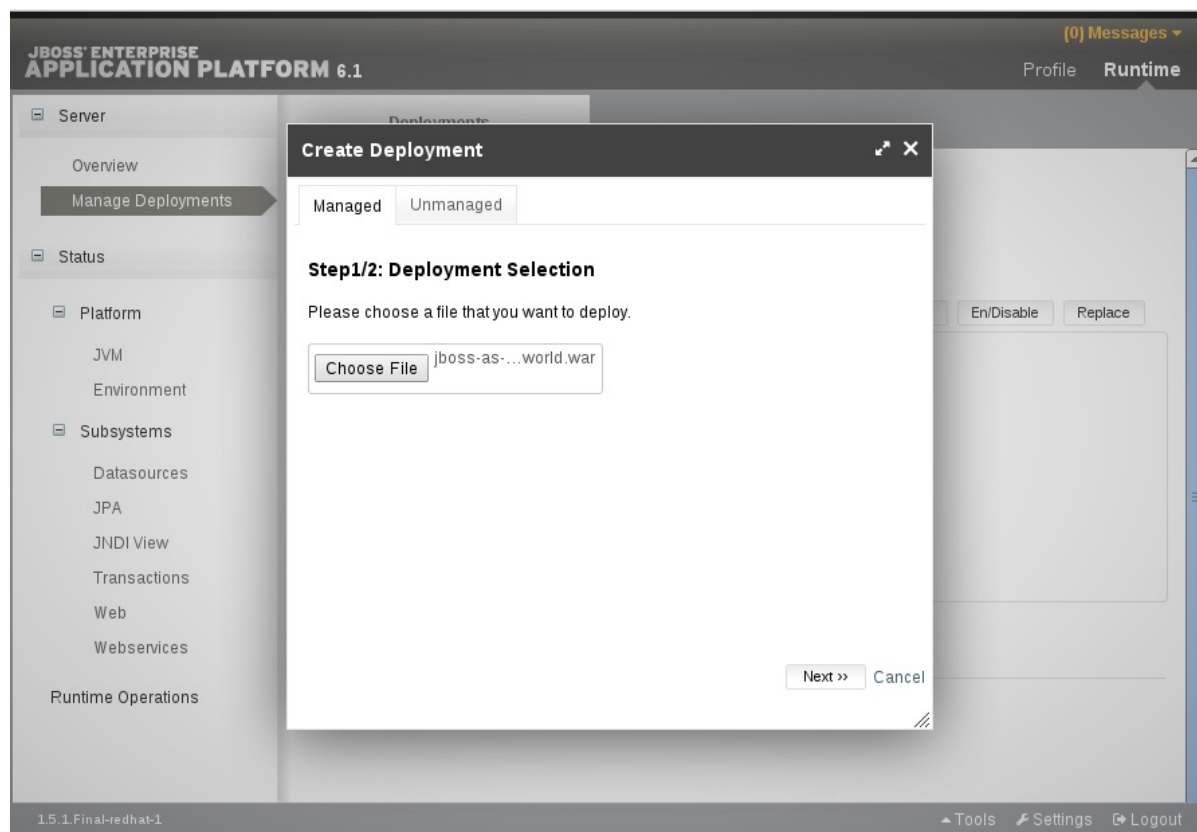 (0) Messages
JBOSS' ENTERPRISE
APPLICATION PLATFORM 6.1
Profile Runtime
Server
Overview
Manage Deployments
Status
Platform
JVM
Environment
Subsystems
Datasources
JPA
JNDI View
Transactions
Web
Webservices
Runtime Operations
Deployments
Create Deployment
Managed Unmanaged
Step1/2: Deployment Selection
Please choose a file that you want to deploy.
Choose File jboss-as-...world.war
Next ›› Cancel
En/Disable Replace
1.5.1.Final-redhat-1
Tools Settings Logout